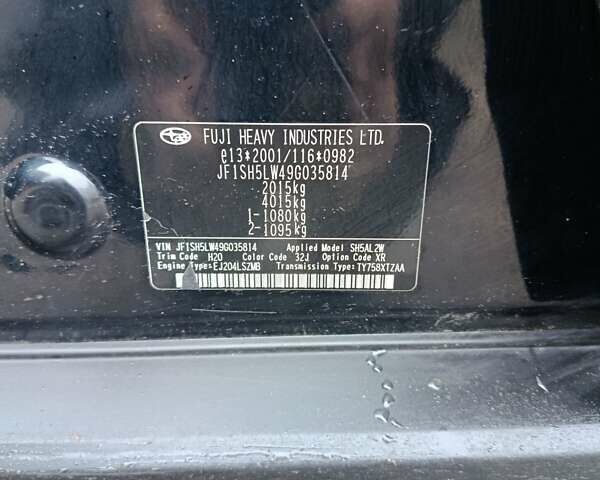 FUJI HEAVY INDUSTRIES LTD.
e13*2001/116*0982
JF1SH5LW49G035814
2015kg
4015kg
1-1080kg
2-1095kg
VIN JF1SH5LW49G035814 Applied Model SH5AL2W
Trim Code H20 Color Code 32J Option Code XR
Engine Type EJ204LSZMB Transmission Type TY758XTZAA